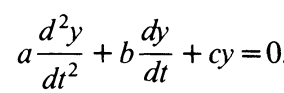 a d²y/dt² + b dy/dt + cy = 0.